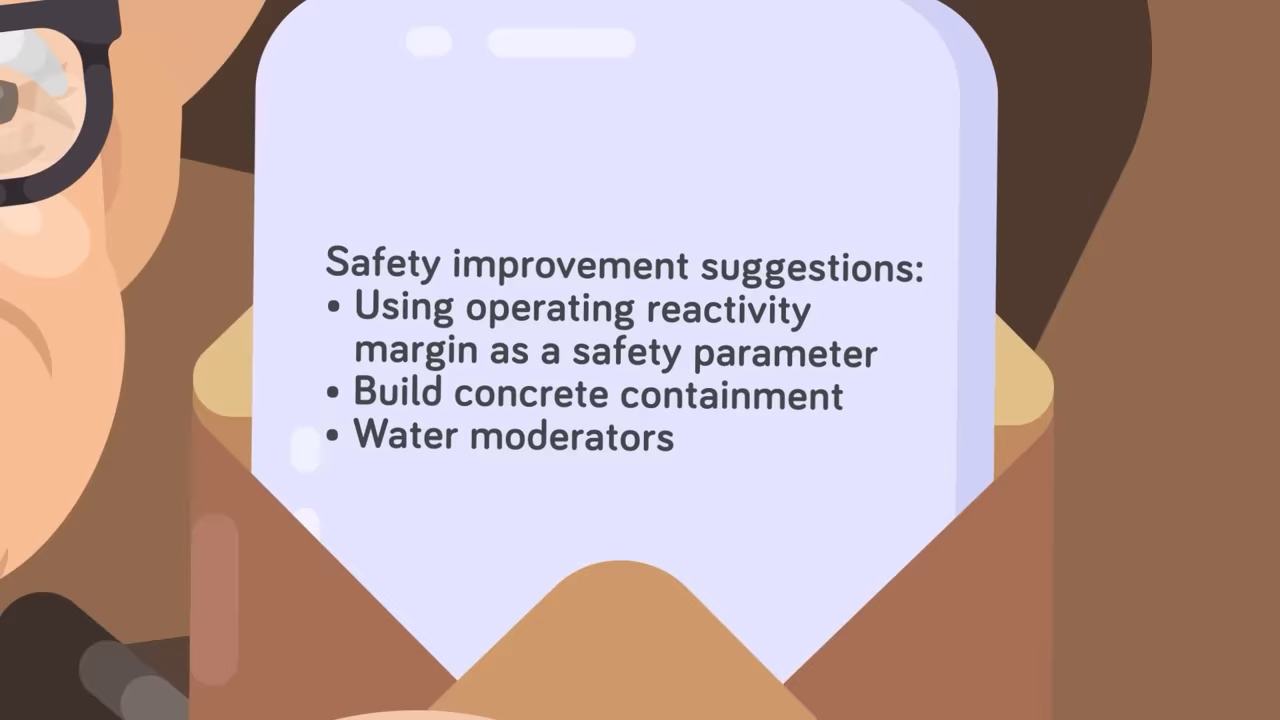 Safety improvement suggestions:
• Using operating reactivity
margin as a safety parameter
• Build concrete containment
• Water moderators